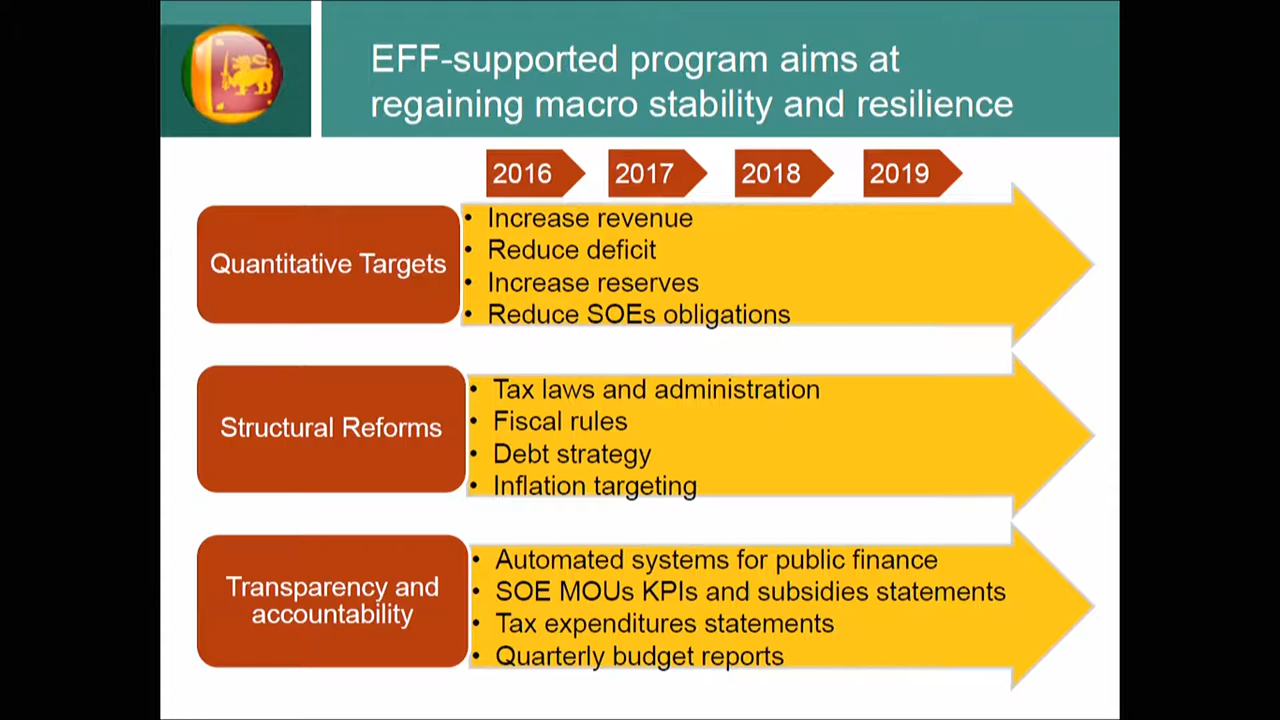 EFF-supported program aims at
regaining macro stability and resilience
2016 2017 2018 2019
Quantitative Targets
• Increase revenue
• Reduce deficit
• Increase reserves
• Reduce SOEs obligations
Structural Reforms
• Tax laws and administration
• Fiscal rules
• Debt strategy
• Inflation targeting
Transparency and
accountability
• Automated systems for public finance
• SOE MOUs KPIs and subsidies statements
• Tax expenditures statements
• Quarterly budget reports